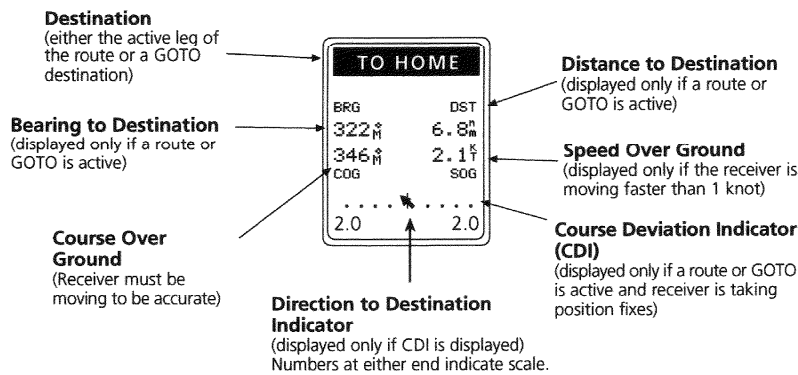 Destination
(either the active leg of
the route or a GOTO
destination)
TO HOME
Distance to Destination
(displayed only if a route or
GOTO is active)
BRG DST
322°M 6.8nm
346°M 2.1KT
COG SOG
2.0 2.0
Bearing to Destination
(displayed only if a route or
GOTO is active)
Speed Over Ground
(displayed only if the receiver is
moving faster than 1 knot)
Course Over
Ground
(Receiver must be
moving to be accurate)
Course Deviation Indicator
(CDI)
(displayed only if a route or GOTO
is active and receiver is taking
position fixes)
Direction to Destination
Indicator
(displayed only if CDI is displayed)
Numbers at either end indicate scale.